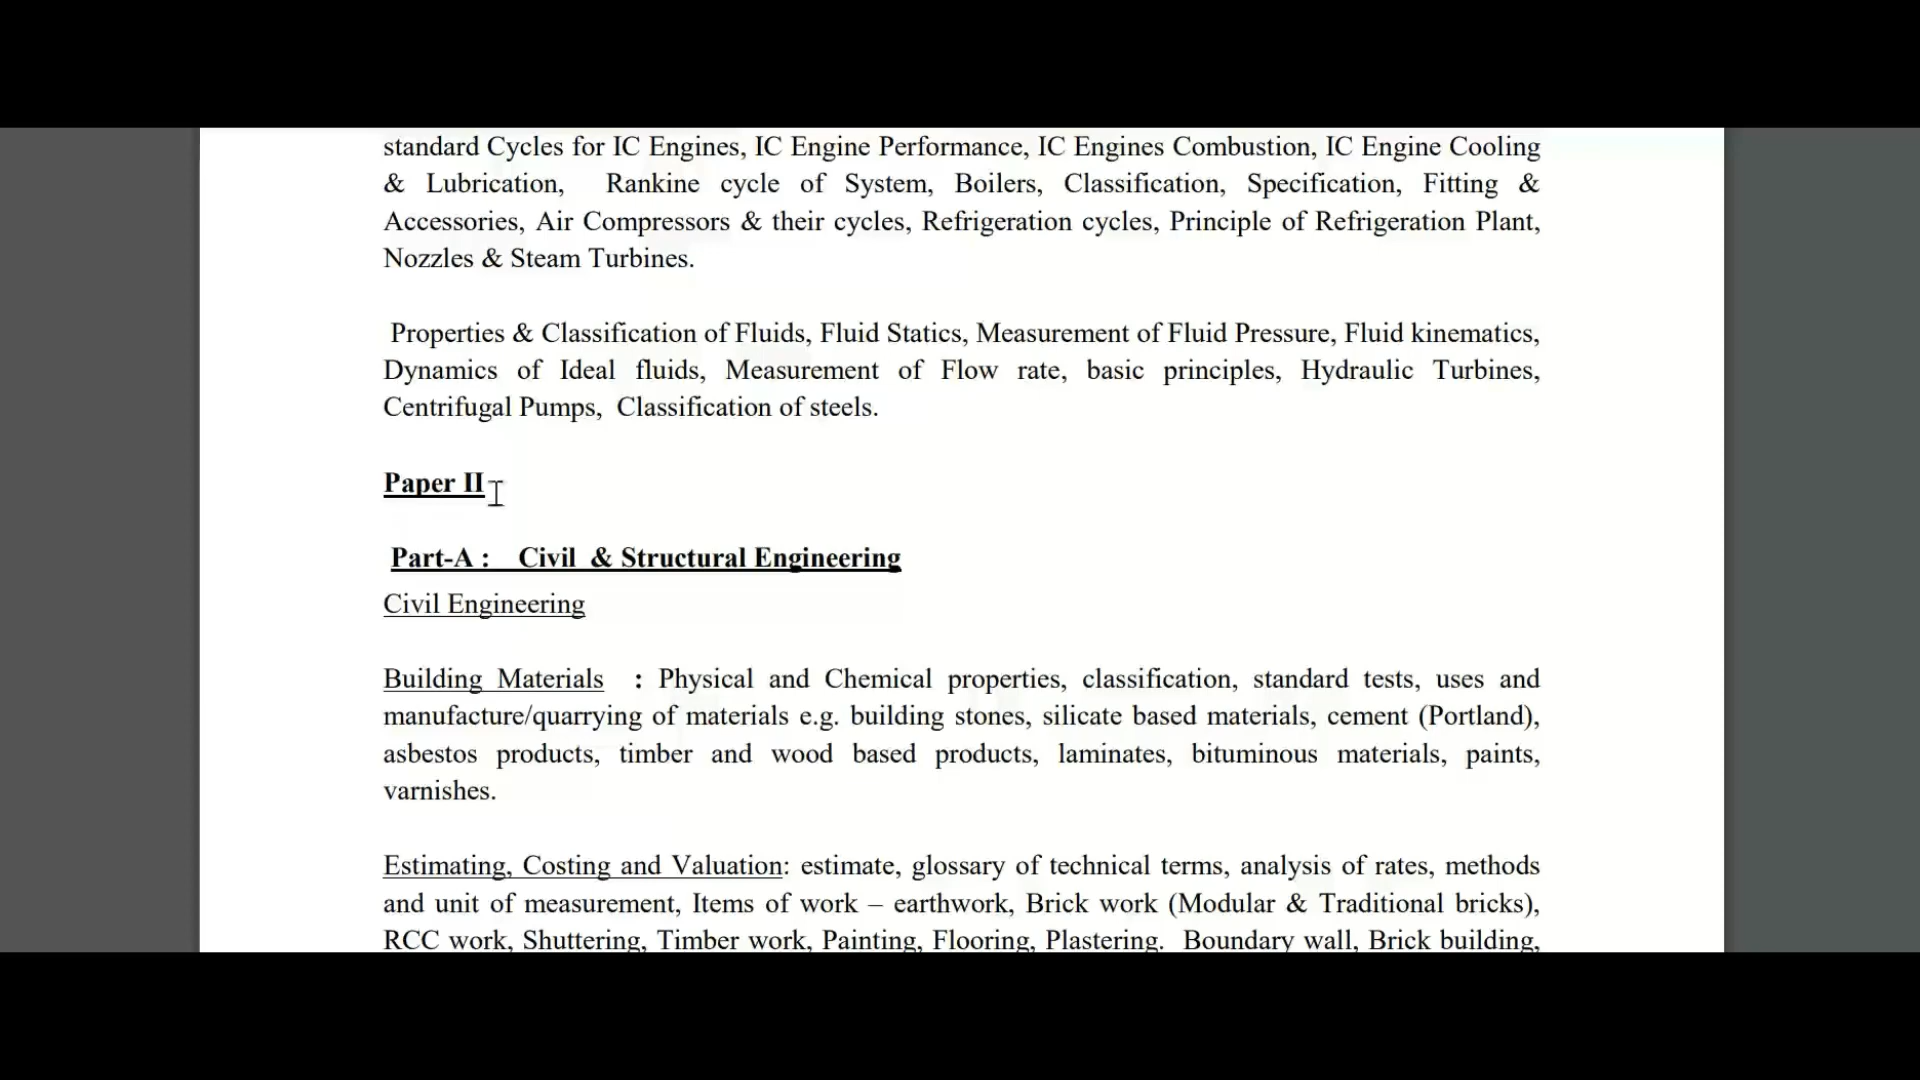 standard Cycles for IC Engines, IC Engine Performance, IC Engines Combustion, IC Engine Cooling
& Lubrication, Rankine cycle of System, Boilers, Classification, Specification, Fitting &
Accessories, Air Compressors & their cycles, Refrigeration cycles, Principle of Refrigeration Plant,
Nozzles & Steam Turbines.
Properties & Classification of Fluids, Fluid Statics, Measurement of Fluid Pressure, Fluid kinematics,
Dynamics of Ideal fluids, Measurement of Flow rate, basic principles, Hydraulic Turbines,
Centrifugal Pumps, Classification of steels.
Paper II
Part-A : Civil & Structural Engineering
Civil Engineering
Building Materials : Physical and Chemical properties, classification, standard tests, uses and
manufacture/quarrying of materials e.g. building stones, silicate based materials, cement (Portland),
asbestos products, timber and wood based products, laminates, bituminous materials, paints,
varnishes.
Estimating, Costing and Valuation: estimate, glossary of technical terms, analysis of rates, methods
and unit of measurement, Items of work – earthwork, Brick work (Modular & Traditional bricks),
RCC work, Shuttering, Timber work, Painting, Flooring, Plastering. Boundary wall, Brick building,